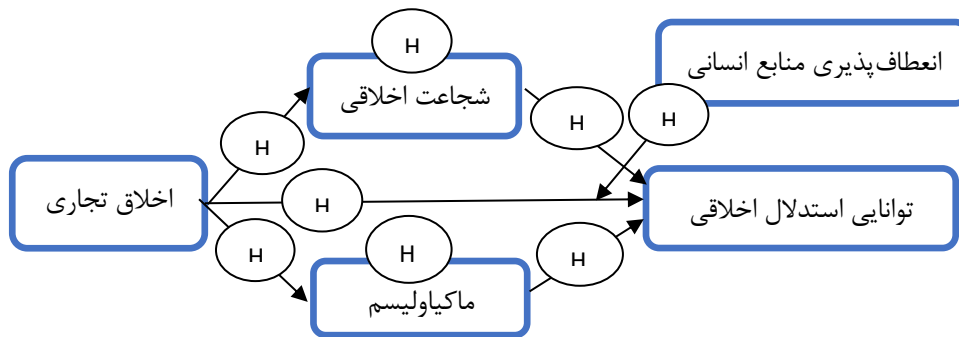 H
انعطاف‌پذیری منابع انسانی
شجاعت اخلاقی
H
H
H
اخلاق تجاری
H
توانایی استدلال اخلاقی
H
H
H
ماکیاولیسم